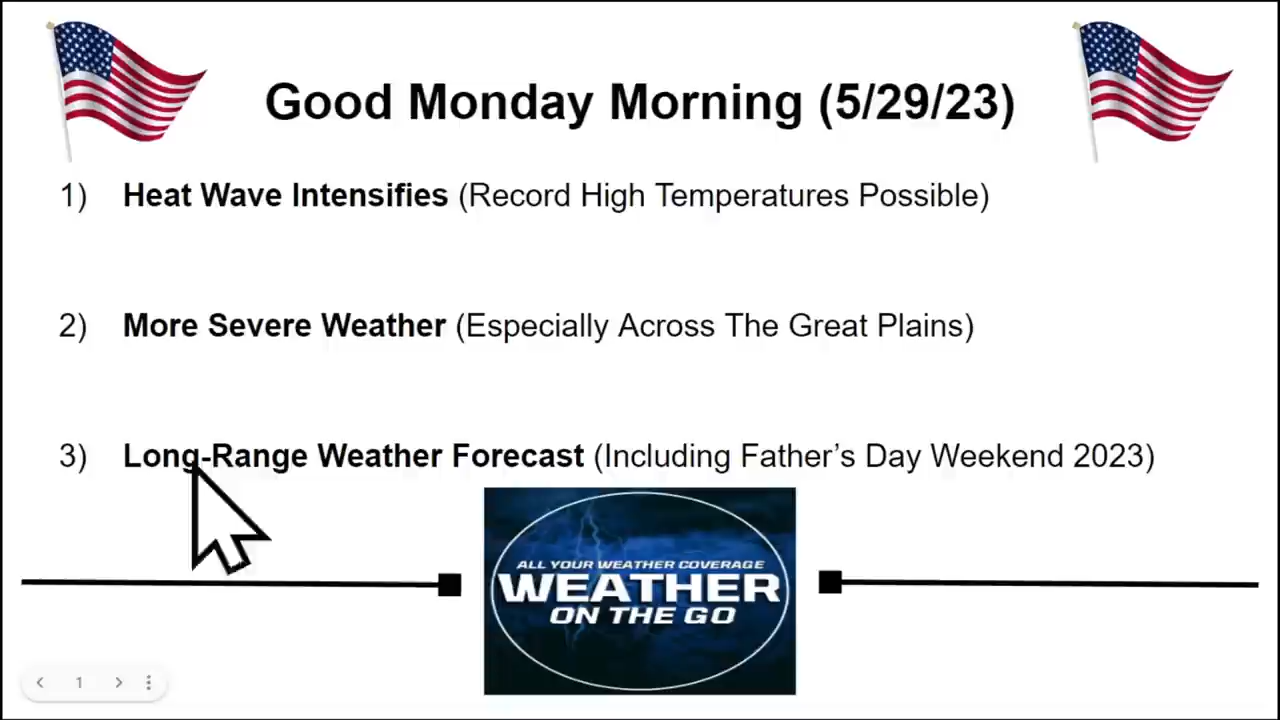 Good Monday Morning (5/29/23)
1) Heat Wave Intensifies (Record High Temperatures Possible)
2) More Severe Weather (Especially Across The Great Plains)
3) Long-Range Weather Forecast (Including Father’s Day Weekend 2023)
ALL YOUR WEATHER COVERAGE
WEATHER
ON THE GO
1